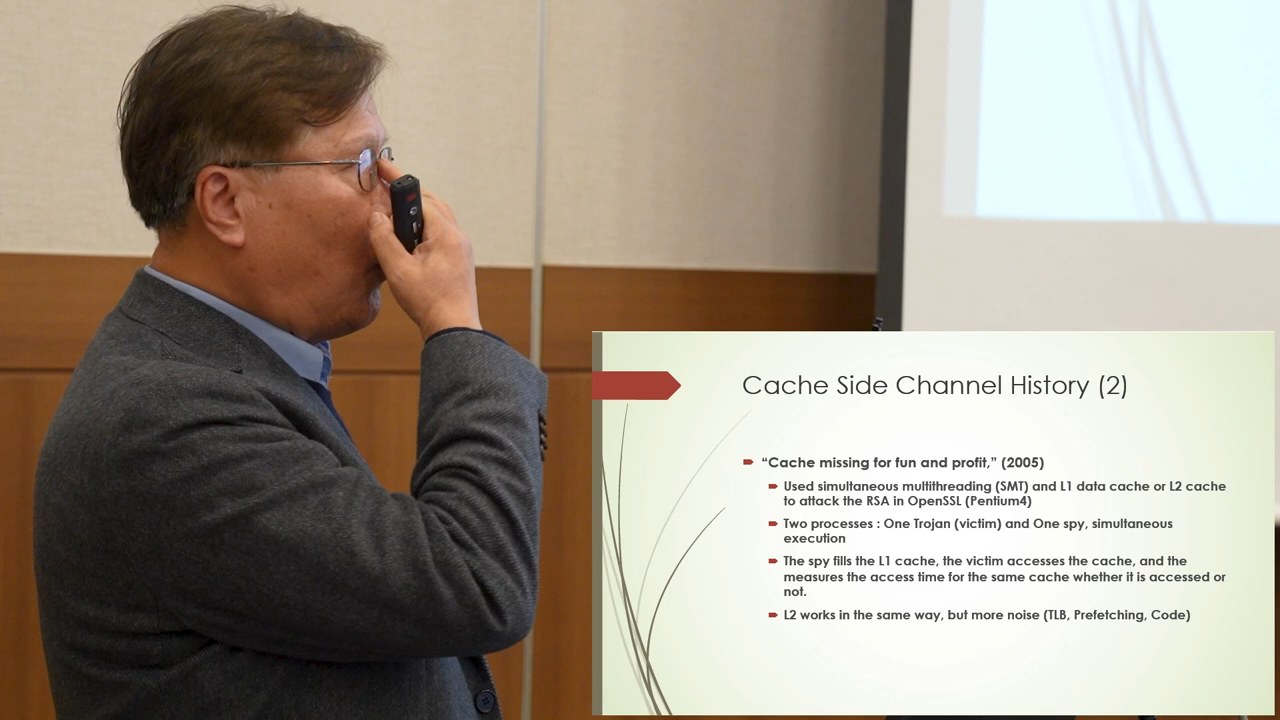 Cache Side Channel History (2)
“Cache missing for fun and profit,” (2005)
Used simultaneous multithreading (SMT) and L1 data cache or L2 cache
to attack the RSA in OpenSSL (Pentium4)
Two processes : One Trojan (victim) and One spy, simultaneous
execution
The spy fills the L1 cache, the victim accesses the cache, and the
measures the access time for the same cache whether it is accessed or
not.
L2 works in the same way, but more noise (TLB, Prefetching, Code)